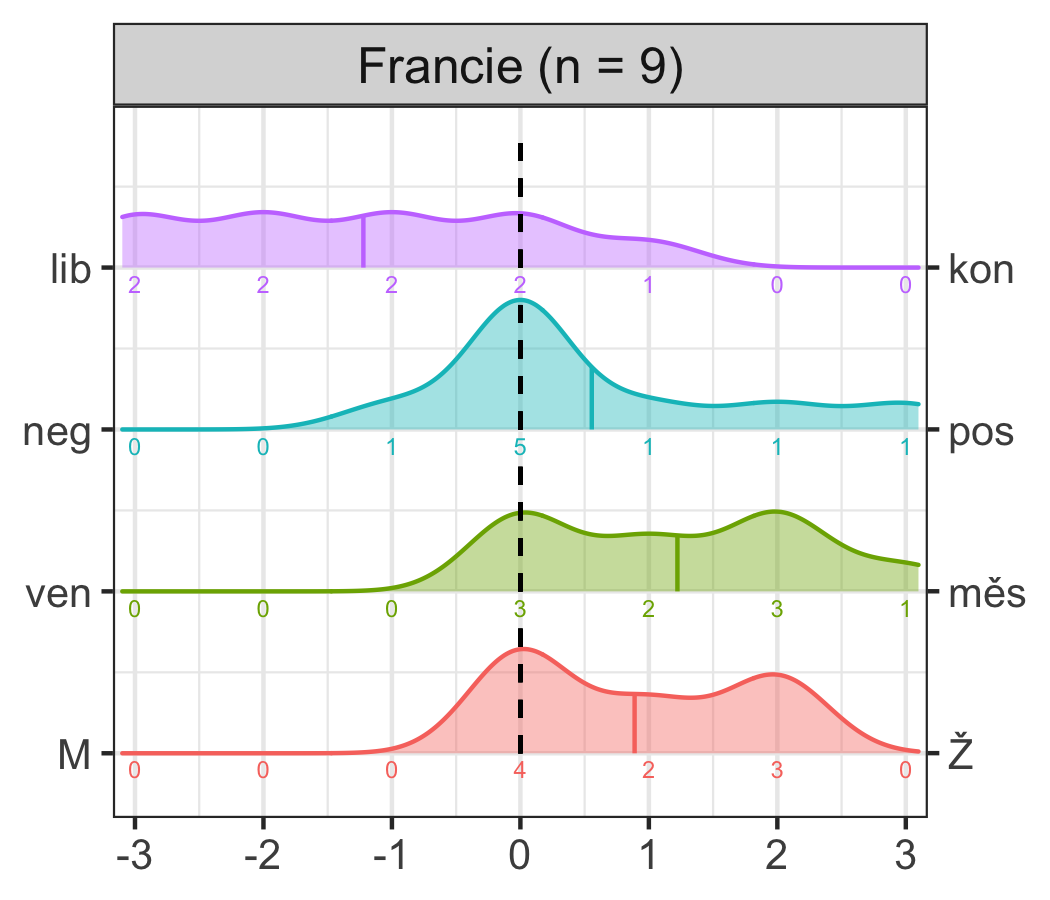 Francie (n = 9)
lib kon
2 2 2 2 1 0 0
neg pos
0 0 1 5 1 1 1
ven měs
0 0 0 3 2 3 1
M Ž
0 0 0 4 2 3 0
-3 -2 -1 0 1 2 3